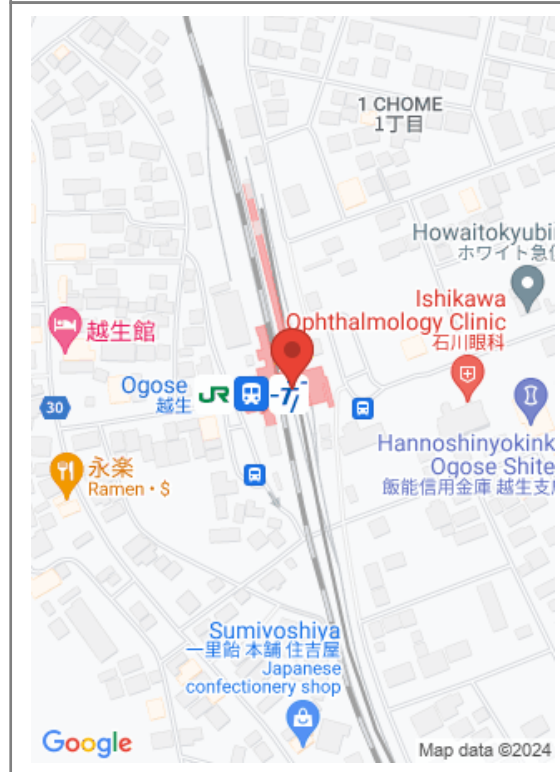 1 CHOME
1丁目
Howaitokyubi
ホワイト急
Ishikawa
Ophthalmology Clinic
石川眼科
越生館
Ogose
越生
JR
30
永楽
Ramen • $
Hannoshinyokink
Ogose Shite
飯能信用金庫 越生支
Sumiyoshiya
一里飴 本舗 住吉屋
Japanese
confectionery shop
Google
Map data ©2024